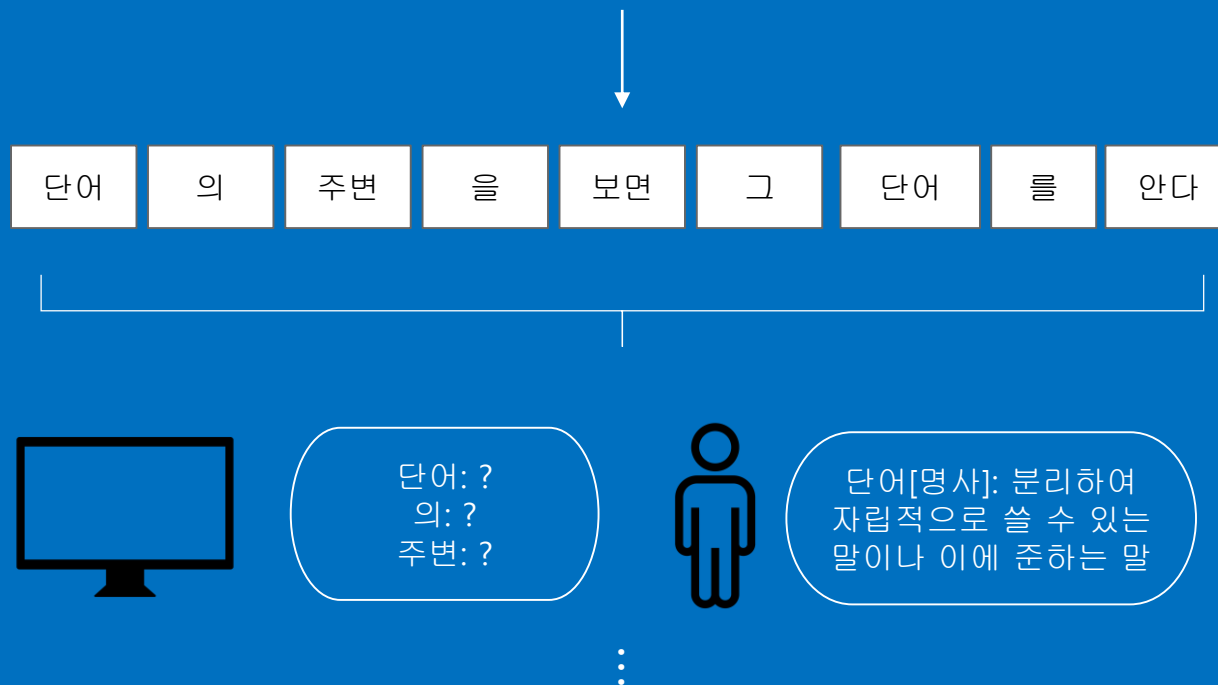 단어 의 주변 을 보면 그 단어 를 안다
단어: ?
의: ?
주변: ?
단어[명사]: 분리하여
자립적으로 쓸 수 있는
말이나 이에 준하는 말